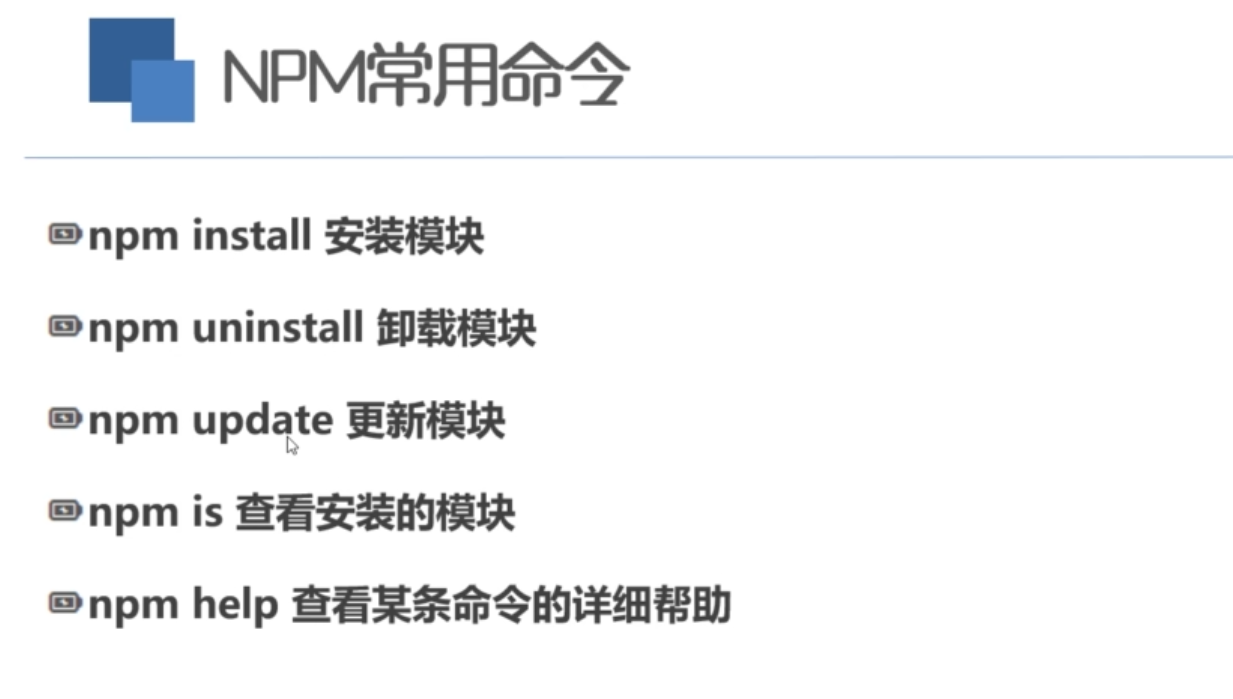 NPM常用命令
npm install 安装模块
npm uninstall 卸载模块
npm update 更新模块
npm is 查看安装的模块
npm help 查看某条命令的详细帮助